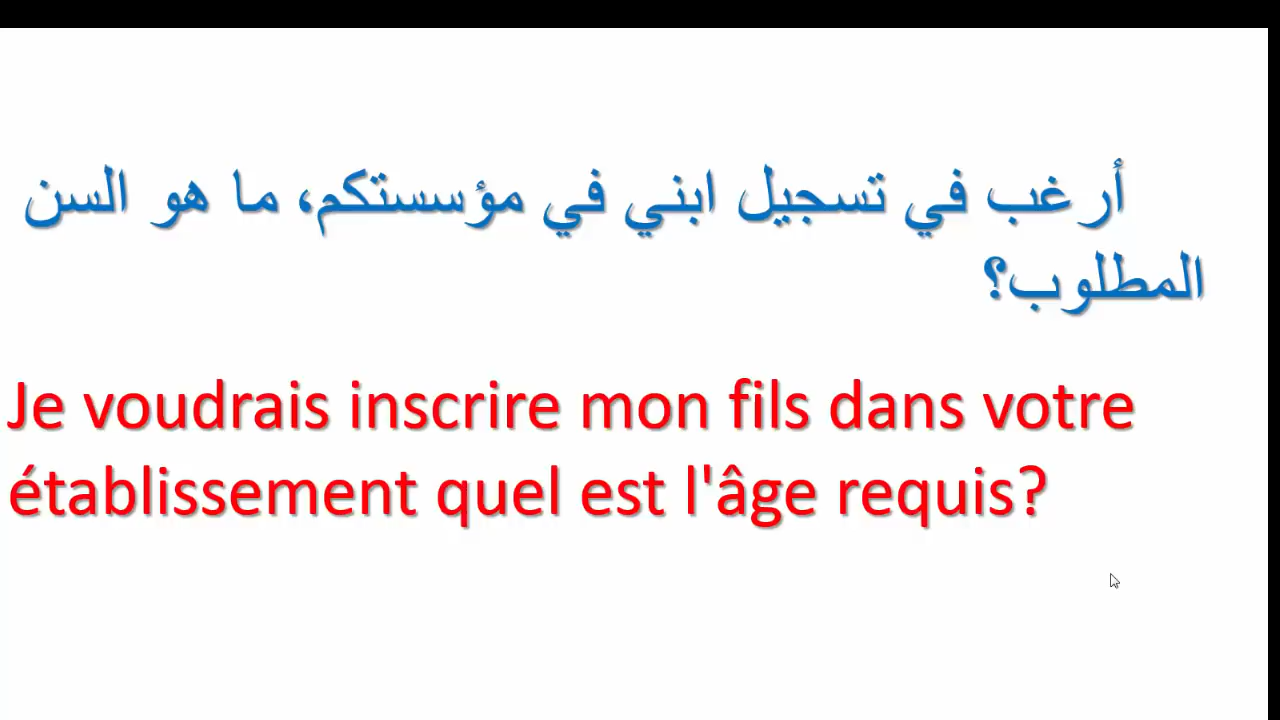 أرغب في تسجيل ابني في مؤسستكم، ما هو السن
المطلوب؟
Je voudrais inscrire mon fils dans votre
établissement quel est l'âge requis?